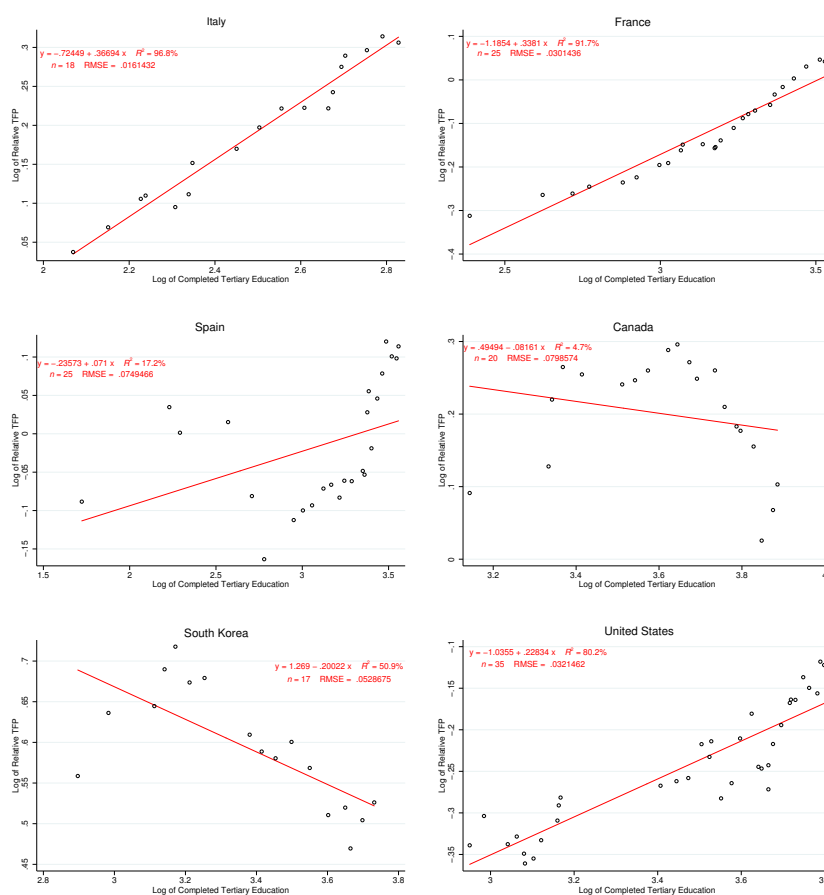 Italy
y = −.72449 + .36694 x R² = 96.8%
n = 18 RMSE = .0161432
Log of Relative TFP
.3
.25
.2
.15
.1
.05
2 2.2 2.4 2.6 2.8
Log of Completed Tertiary Education
France
y = −1.1854 + .3381 x R² = 91.7%
n = 25 RMSE = .0301436
Log of Relative TFP
.1
0
−.1
−.2
−.3
−.4
2.5 3 3.5
Log of Completed Tertiary Education
Spain
y = −.23573 + .071 x R² = 17.2%
n = 25 RMSE = .0749466
Log of Relative TFP
.1
.05
0
−.05
−.1
−.15
1.5 2 2.5 3 3.5
Log of Completed Tertiary Education
Canada
y = .49494 − .08161 x R² = 4.7%
n = 20 RMSE = .0798574
Log of Relative TFP
.3
.2
.1
0
3.2 3.4 3.6 3.8 4
Log of Completed Tertiary Education
South Korea
y = 1.269 − .20022 x R² = 50.9%
n = 17 RMSE = .0528675
Log of Relative TFP
.7
.65
.6
.55
.5
.45
2.8 3 3.2 3.4 3.6 3.8
Log of Completed Tertiary Education
United States
y = −1.0355 + .22834 x R² = 80.2%
n = 35 RMSE = .0321462
Log of Relative TFP
−.1
−.15
−.2
−.25
−.3
−.35
3 3.2 3.4 3.6 3.8
Log of Completed Tertiary Education